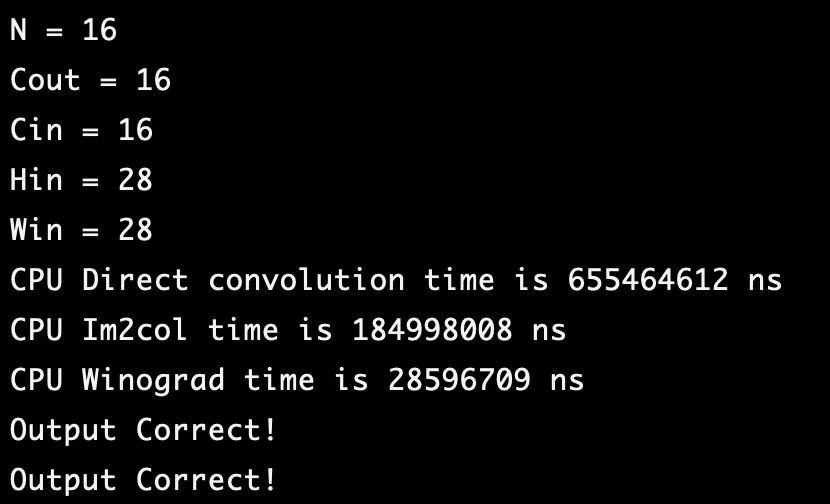 N = 16
Cout = 16
Cin = 16
Hin = 28
Win = 28
CPU Direct convolution time is 655464612 ns
CPU Im2col time is 184998008 ns
CPU Winograd time is 28596709 ns
Output Correct!
Output Correct!